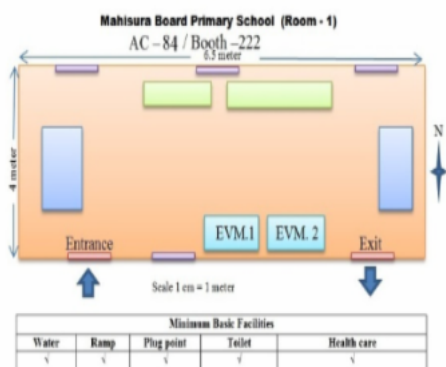 Mahisura Board Primary School (Room - 1)
AC – 84 / Booth –222
6.5 meter
4 meter
N
EVM.1 EVM. 2
Entrance Exit
Scale 1 cm = 1 meter
Minimum Basic Facilities
Water Ramp Plug point Toilet Health care
√ √ √ √ √